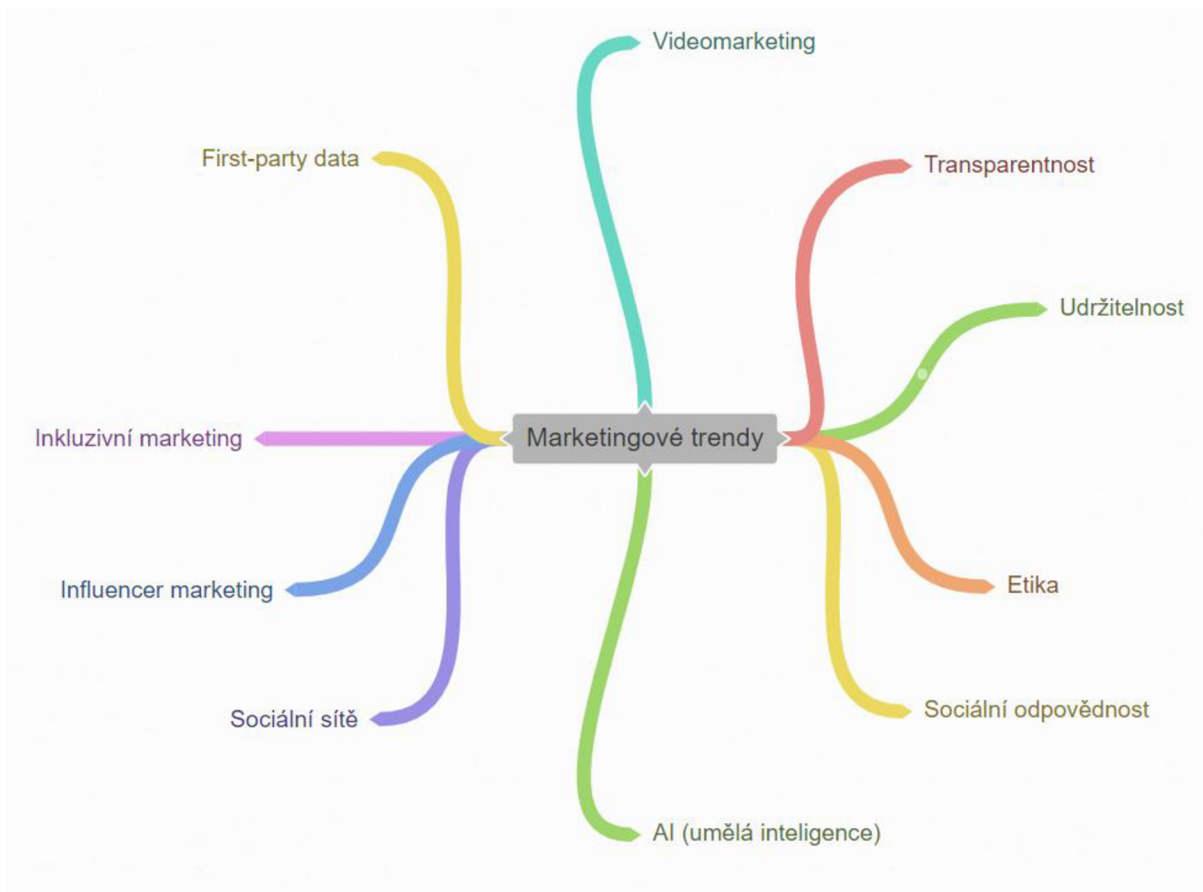 Videomarketing
First-party data
Transparentnost
Udržitelnost
Marketingové trendy
Inkluzivní marketing
Influencer marketing
Etika
Sociální sítě
Sociální odpovědnost
AI (umělá inteligence)